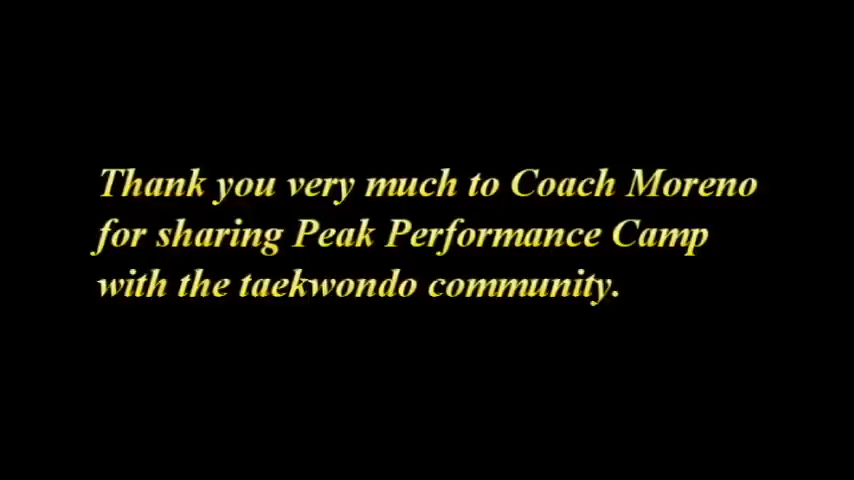 Thank you very much to Coach Moreno
for sharing Peak Performance Camp
with the taekwondo community.